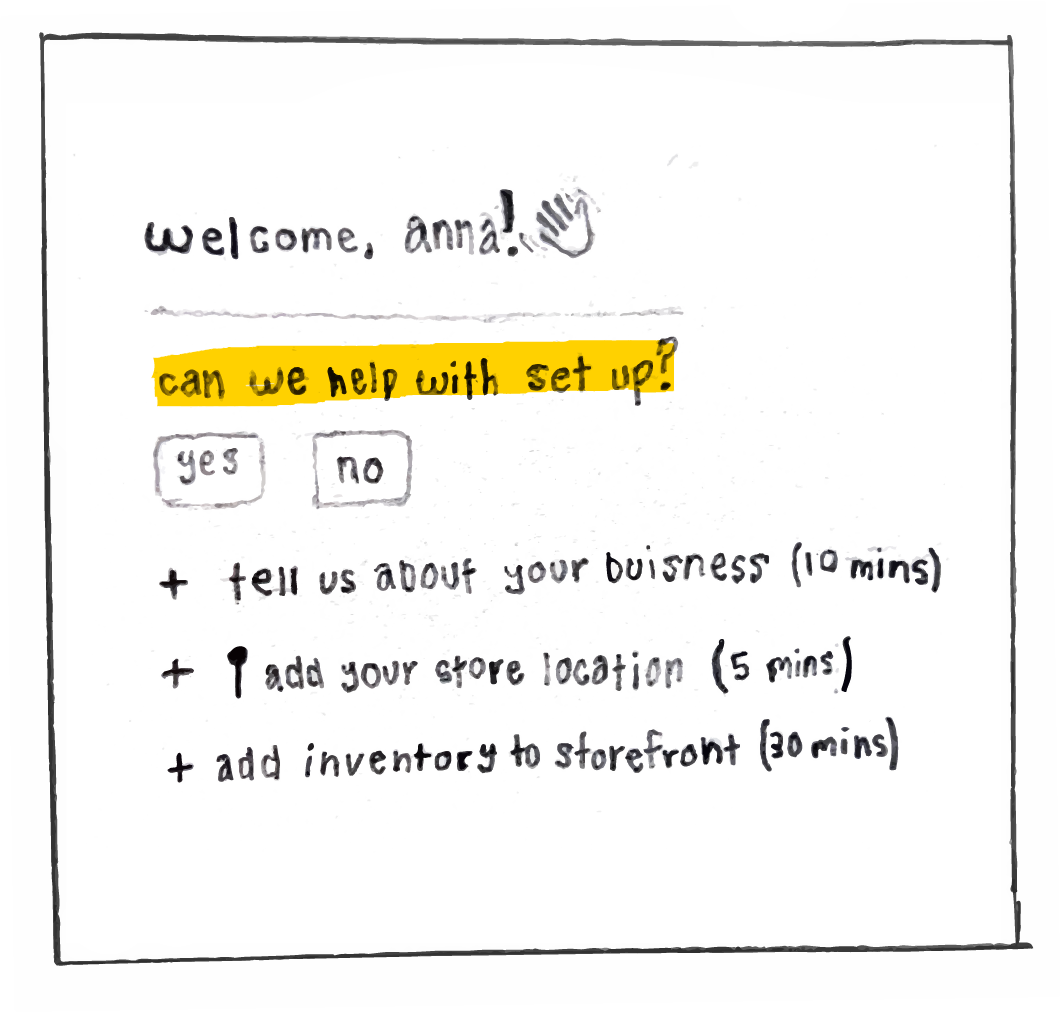 welcome, anna!
can we help with set up?
yes no
+ tell us about your buisness (10 mins)
+ add your store location (5 mins)
+ add inventory to storefront (30 mins)